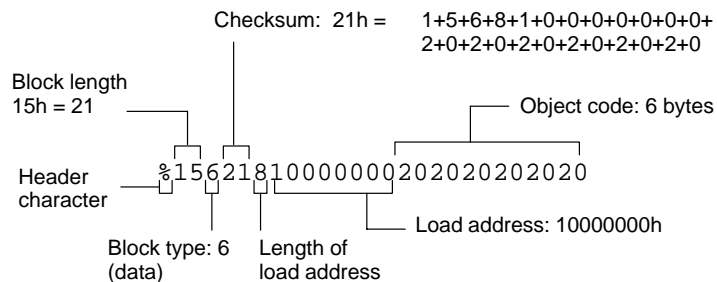 Checksum: 21h = 1+5+6+8+1+0+0+0+0+0+0+0+
2+0+2+0+2+0+2+0+2+0+2+0
Block length
15h = 21
Object code: 6 bytes
%1562181000000020202020202020
Header
character
Load address: 10000000h
Block type: 6
(data)
Length of
load address